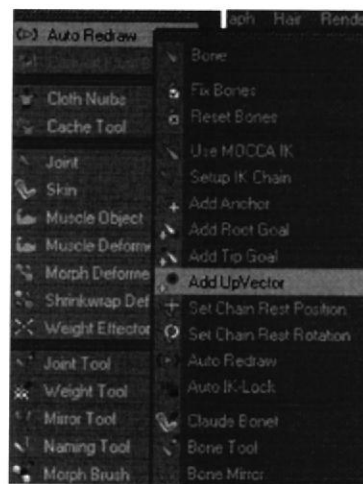 aph Hair Rende
Auto Redraw
Cloth Nurbs
Cache Tool
Joint
Skin
Muscle Object
Muscle Deforme
Morph Deforme
Shrinkwrap Def
Weight Effector
Joint Tool
Weight Tool
Mirror Tool
Naming Tool
Morph Brush
Bone
Fix Bones
Reset Bones
Use MOCCA IK
Setup IK Chain
Add Anchor
Add Root Goal
Add Tip Goal
Add UpVector
Set Chain Rest Position
Set Chain Rest Rotation
Auto Redraw
Auto IK-Lock
Claude Bonet
Bone Tool
Bone Mirror